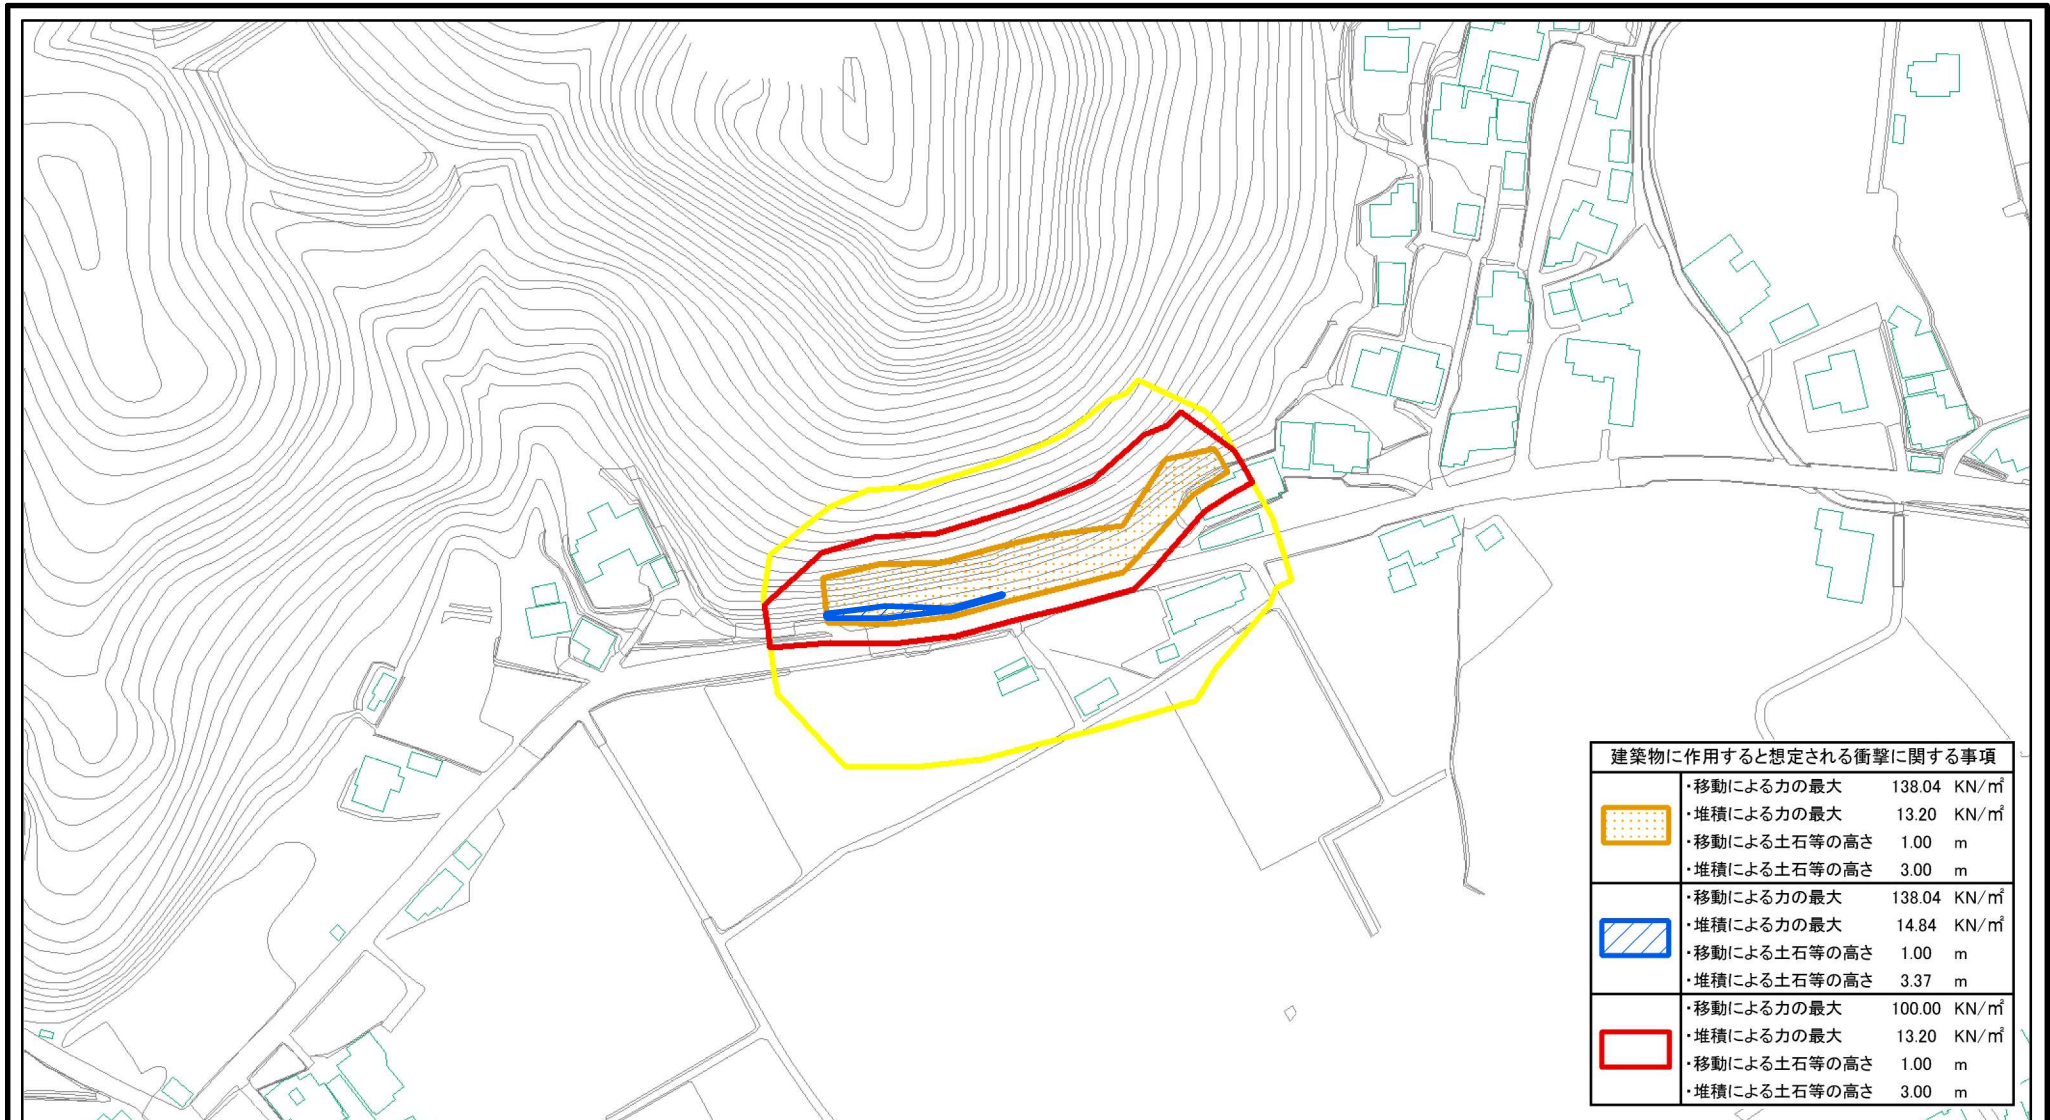 建築物に作用すると想定される衝撃に関する事項
・移動による力の最大 138.04 KN/㎡
・堆積による力の最大 13.20 KN/㎡
・移動による土石等の高さ 1.00 m
・堆積による土石等の高さ 3.00 m
・移動による力の最大 138.04 KN/㎡
・堆積による力の最大 14.84 KN/㎡
・移動による土石等の高さ 1.00 m
・堆積による土石等の高さ 3.37 m
・移動による力の最大 100.00 KN/㎡
・堆積による力の最大 13.20 KN/㎡
・移動による土石等の高さ 1.00 m
・堆積による土石等の高さ 3.00 m